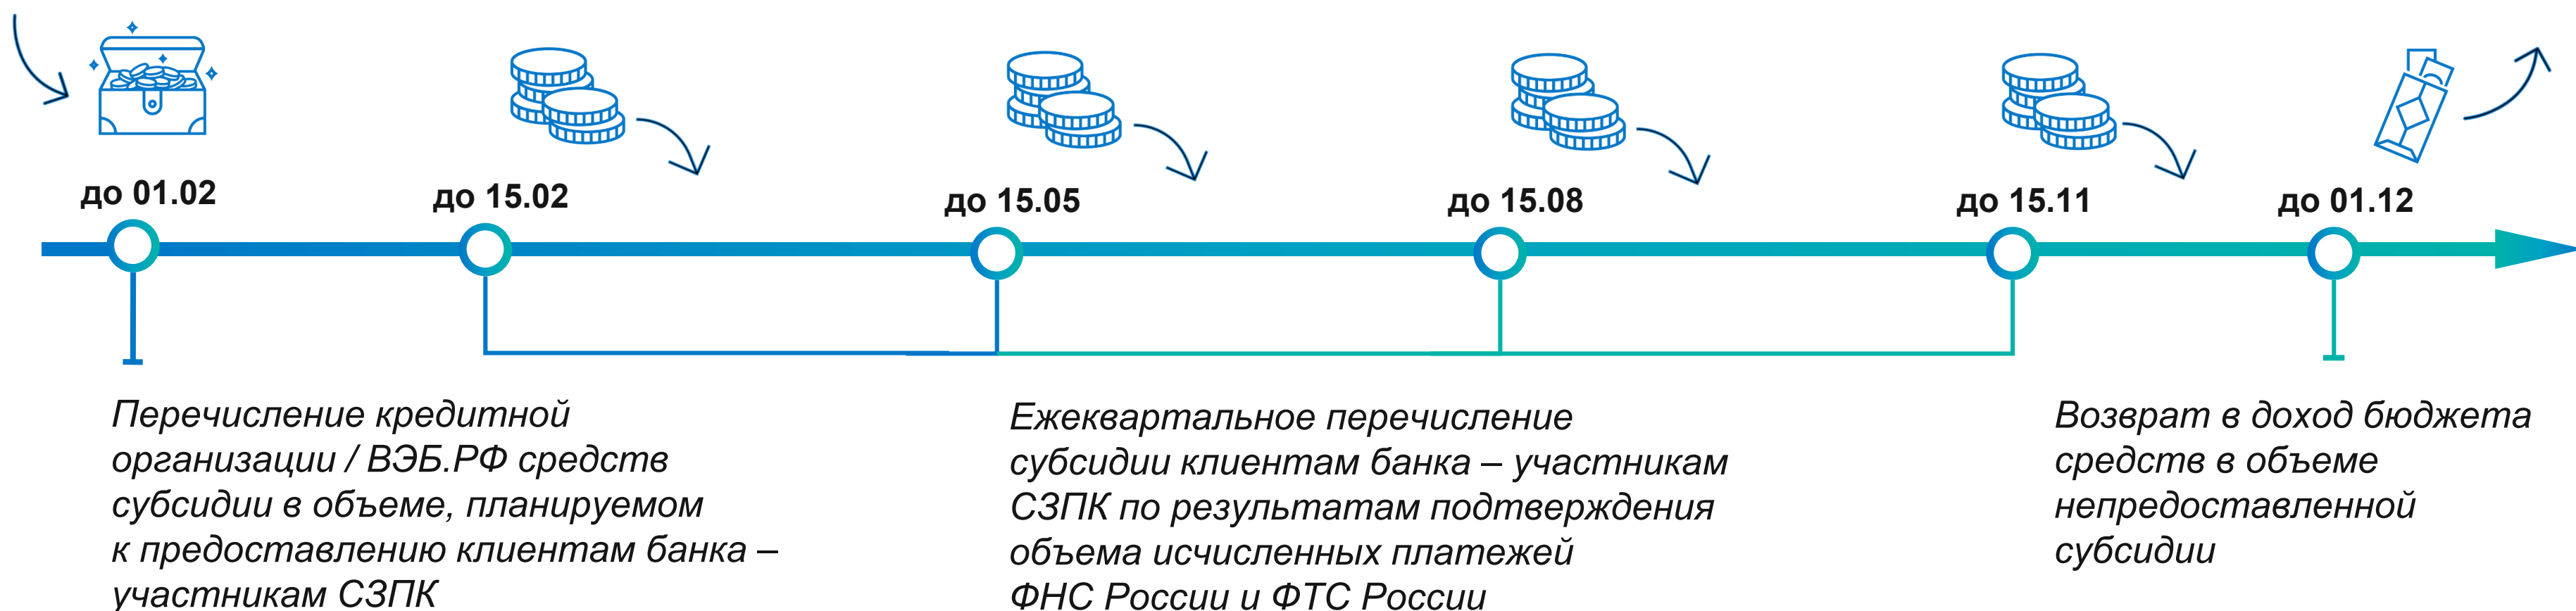 до 01.02
до 15.02
до 15.05
до 15.08
до 15.11
до 01.12
Перечисление кредитной
организации / ВЭБ.РФ средств
субсидии в объеме, планируемом
к предоставлению клиентам банка –
участникам СЗПК
Ежеквартальное перечисление
субсидии клиентам банка – участникам
СЗПК по результатам подтверждения
объема исчисленных платежей
ФНС России и ФТС России
Возврат в доход бюджета
средств в объеме
непредоставленной
субсидии